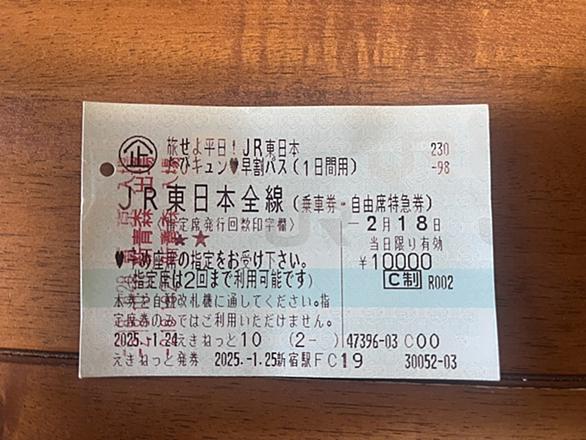 企 旅せよ平日！JR東日本 230
びキュン♥早割パス(1日間用) -98
JR東日本全線(乗車券・自由席特急券)
(指定席発行回数印字欄) -2月18日
★★ 当日限り有効
♥ め座席の指定をお受け下さい。 ¥10000
指定席は2回まで利用可能です) C制 R002
本券を自動改札機に通してください。指
定席券のみではご利用いただけません。
2025.-1.24えきねっと10 (2- ) 47396-03 C00
えきねっと発券 2025.-1.25新宿駅FC19 30052-03
新青森